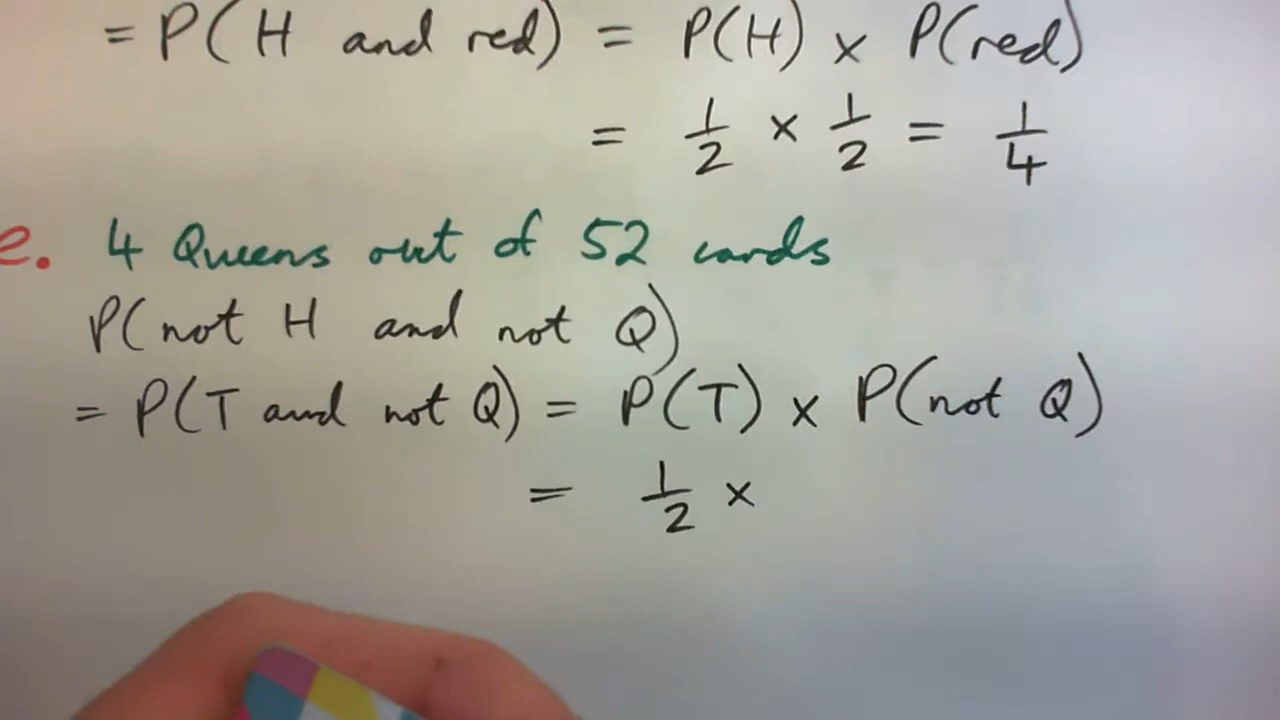 = P(H and red) = P(H) × P(red)
= 1/2 × 1/2 = 1/4
e. 4 Queens out of 52 cards
P(not H and not Q)
= P(T and not Q) = P(T) × P(not Q)
= 1/2 ×